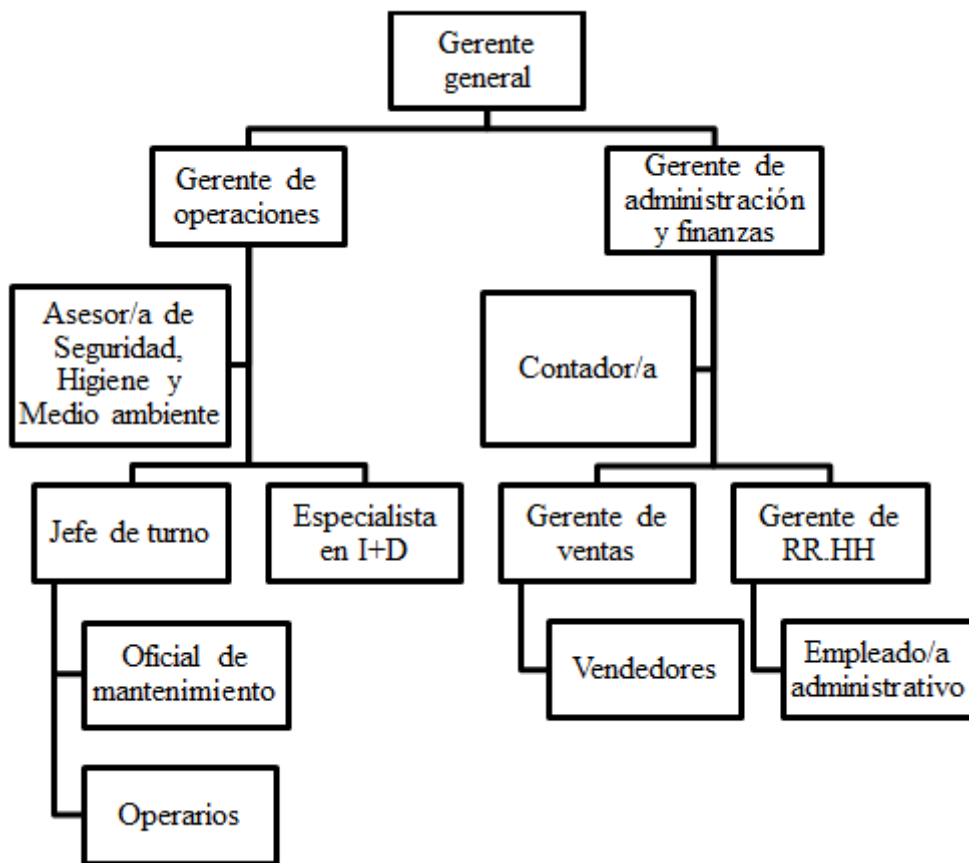 Gerente
general
Gerente de
operaciones
Gerente de
administración
y finanzas
Asesor/a de
Seguridad,
Higiene y
Medio ambiente
Contador/a
Jefe de turno
Especialista
en I+D
Gerente de
ventas
Gerente de
RR.HH
Oficial de
mantenimiento
Vendedores
Empleado/a
administrativo
Operarios